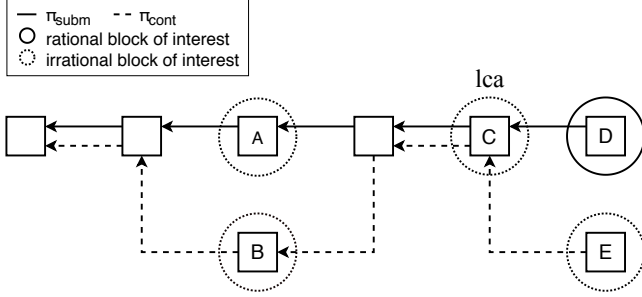 π_subm π_cont
rational block of interest
irrational block of interest
lca
A C D
B E